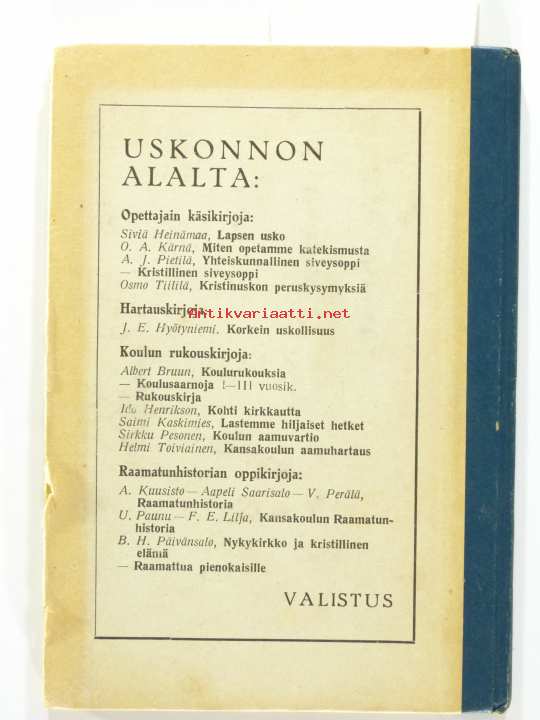 USKONNON
ALALTA:
Opettajain käsikirjoja:
Siviä Heinämaa, Lapsen usko
O. A. Kärnä, Miten opetamme katekismusta
A. J. Pietilä, Yhteiskunnallinen siveysoppi
— Kristillinen siveysoppi
Osmo Tiililä, Kristinuskon peruskysymyksiä
Hartauskirjoja:
Antikvariaatti.net
J. E. Hyötyniemi, Korkein uskollisuus
Koulun rukouskirjoja:
Albert Bruun, Koulurukouksia
— Koulusaarnoja I—III vuosik.
— Rukouskirja
Ida Henrikson, Kohti kirkkautta
Saimi Kaskimies, Lastemme hiljaiset hetket
Sirkku Pesonen, Koulun aamuvartio
Helmi Toiviainen, Kansakoulun aamuhartaus
Raamatunhistorian oppikirjoja:
A. Kuusisto—Aapeli Saarisalo—V. Perälä,
Raamatunhistoria
U. Paunu—F. E. Lilja, Kansakoulun Raamatun-
historia
B. H. Päivänsalo, Nykykirkko ja kristillinen
elämä
— Raamattua pienokaisille
VALISTUS